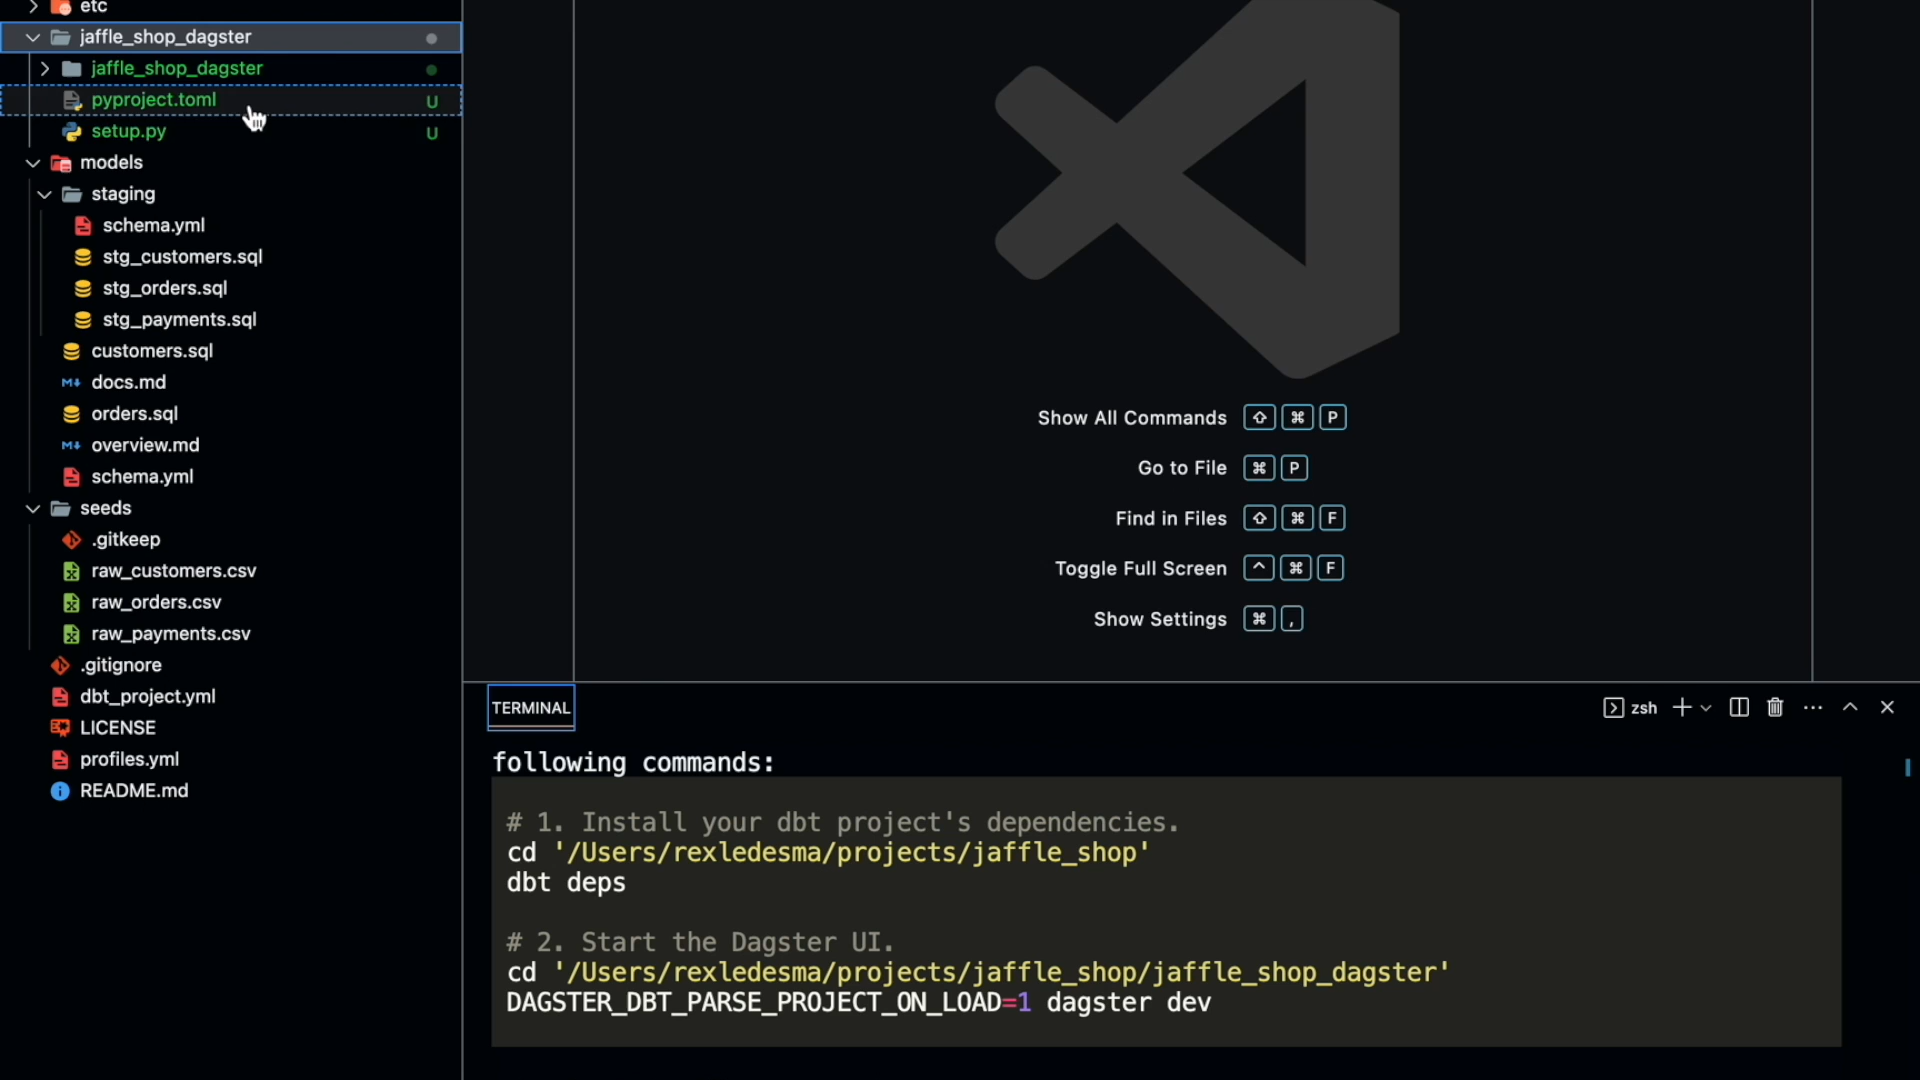 etc
jaffle_shop_dagster
jaffle_shop_dagster
pyproject.toml U
setup.py U
models
staging
schema.yml
stg_customers.sql
stg_orders.sql
stg_payments.sql
customers.sql
docs.md
orders.sql
overview.md
schema.yml
seeds
.gitkeep
raw_customers.csv
raw_orders.csv
raw_payments.csv
.gitignore
dbt_project.yml
LICENSE
profiles.yml
README.md
Show All Commands ⇧ ⌘ P
Go to File ⌘ P
Find in Files ⇧ ⌘ F
Toggle Full Screen ^ ⌘ F
Show Settings ⌘ ,
TERMINAL
zsh
following commands:
# 1. Install your dbt project's dependencies.
cd '/Users/rexledesma/projects/jaffle_shop'
dbt deps
# 2. Start the Dagster UI.
cd '/Users/rexledesma/projects/jaffle_shop/jaffle_shop_dagster'
DAGSTER_DBT_PARSE_PROJECT_ON_LOAD=1 dagster dev